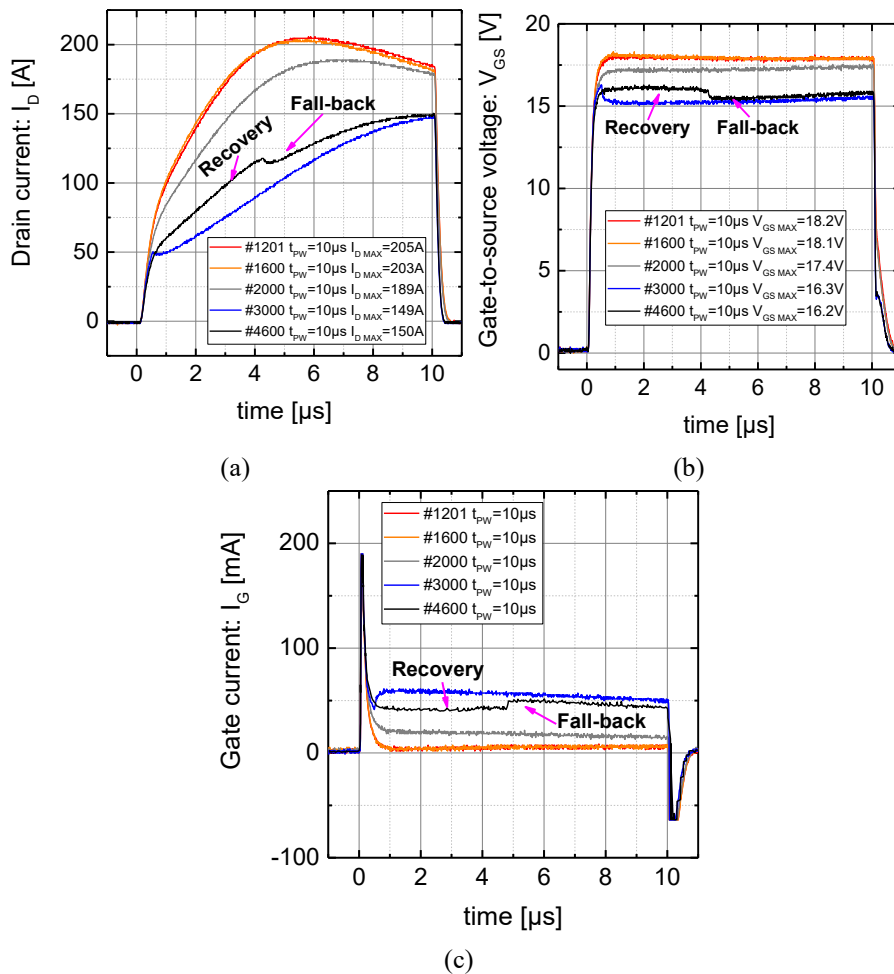 Drain current: I_D [A]
200
150
100
50
0
Recovery
Fall-back
#1201 t_PW=10µs I_D MAX=205A
#1600 t_PW=10µs I_D MAX=203A
#2000 t_PW=10µs I_D MAX=189A
#3000 t_PW=10µs I_D MAX=149A
#4600 t_PW=10µs I_D MAX=150A
0 2 4 6 8 10
time [µs]
(a)
Gate-to-source voltage: V_GS [V]
20
15
10
5
0
Recovery
Fall-back
#1201 t_PW=10µs V_GS MAX=18.2V
#1600 t_PW=10µs V_GS MAX=18.1V
#2000 t_PW=10µs V_GS MAX=17.4V
#3000 t_PW=10µs V_GS MAX=16.3V
#4600 t_PW=10µs V_GS MAX=16.2V
0 2 4 6 8 10
time [µs]
(b)
Gate current: I_G [mA]
200
100
0
-100
#1201 t_PW=10µs
#1600 t_PW=10µs
#2000 t_PW=10µs
#3000 t_PW=10µs
#4600 t_PW=10µs
Recovery
Fall-back
0 2 4 6 8 10
time [µs]
(c)